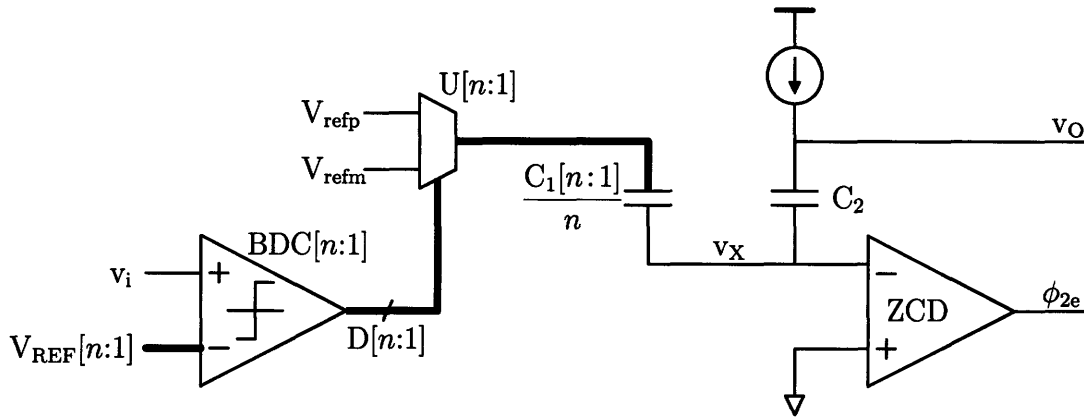 U[n:1]
V_refp
V_refm
v_O
C_1[n:1]
n
C_2
BDC[n:1]
v_X
v_i
+
−
ZCD
ϕ_2e
V_REF[n:1]
−
D[n:1]
+